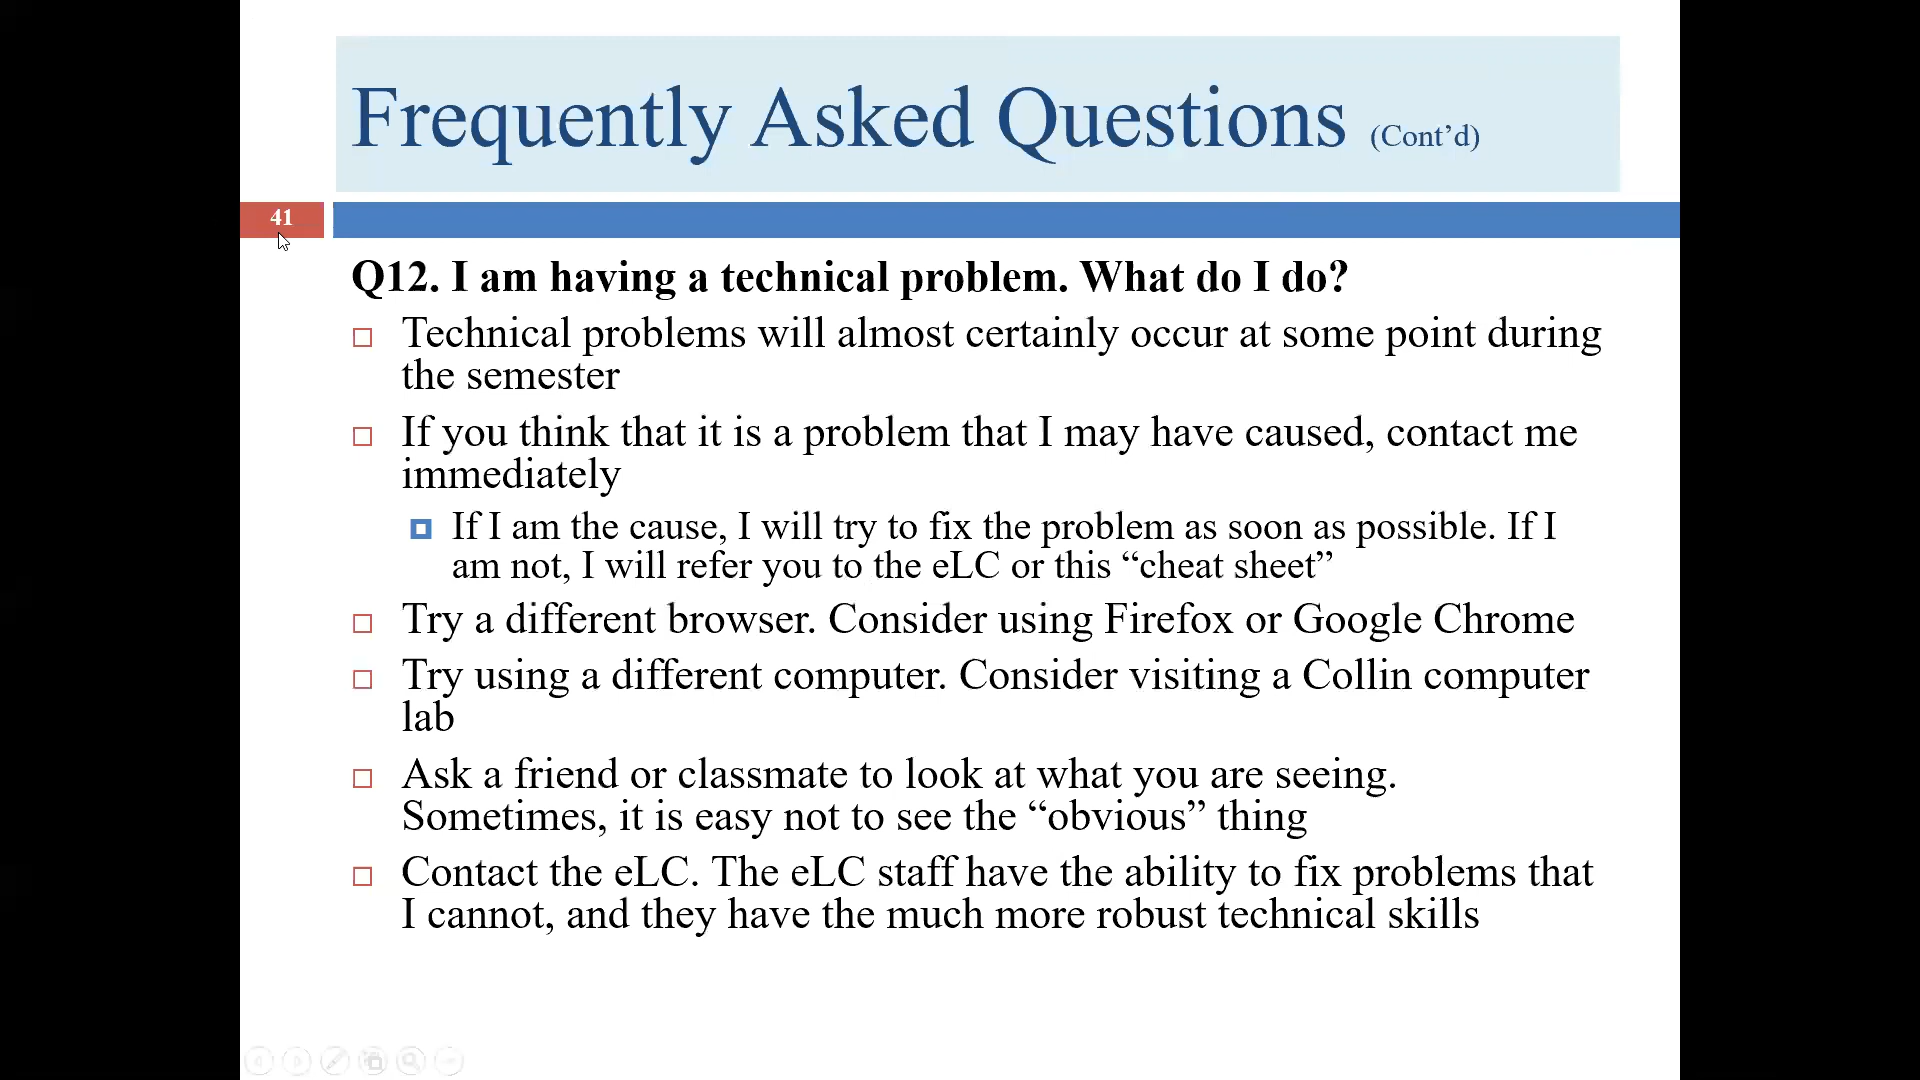 Frequently Asked Questions (Cont’d)
41
Q12. I am having a technical problem. What do I do?
Technical problems will almost certainly occur at some point during
the semester
If you think that it is a problem that I may have caused, contact me
immediately
If I am the cause, I will try to fix the problem as soon as possible. If I
am not, I will refer you to the eLC or this “cheat sheet”
Try a different browser. Consider using Firefox or Google Chrome
Try using a different computer. Consider visiting a Collin computer
lab
Ask a friend or classmate to look at what you are seeing.
Sometimes, it is easy not to see the “obvious” thing
Contact the eLC. The eLC staff have the ability to fix problems that
I cannot, and they have the much more robust technical skills